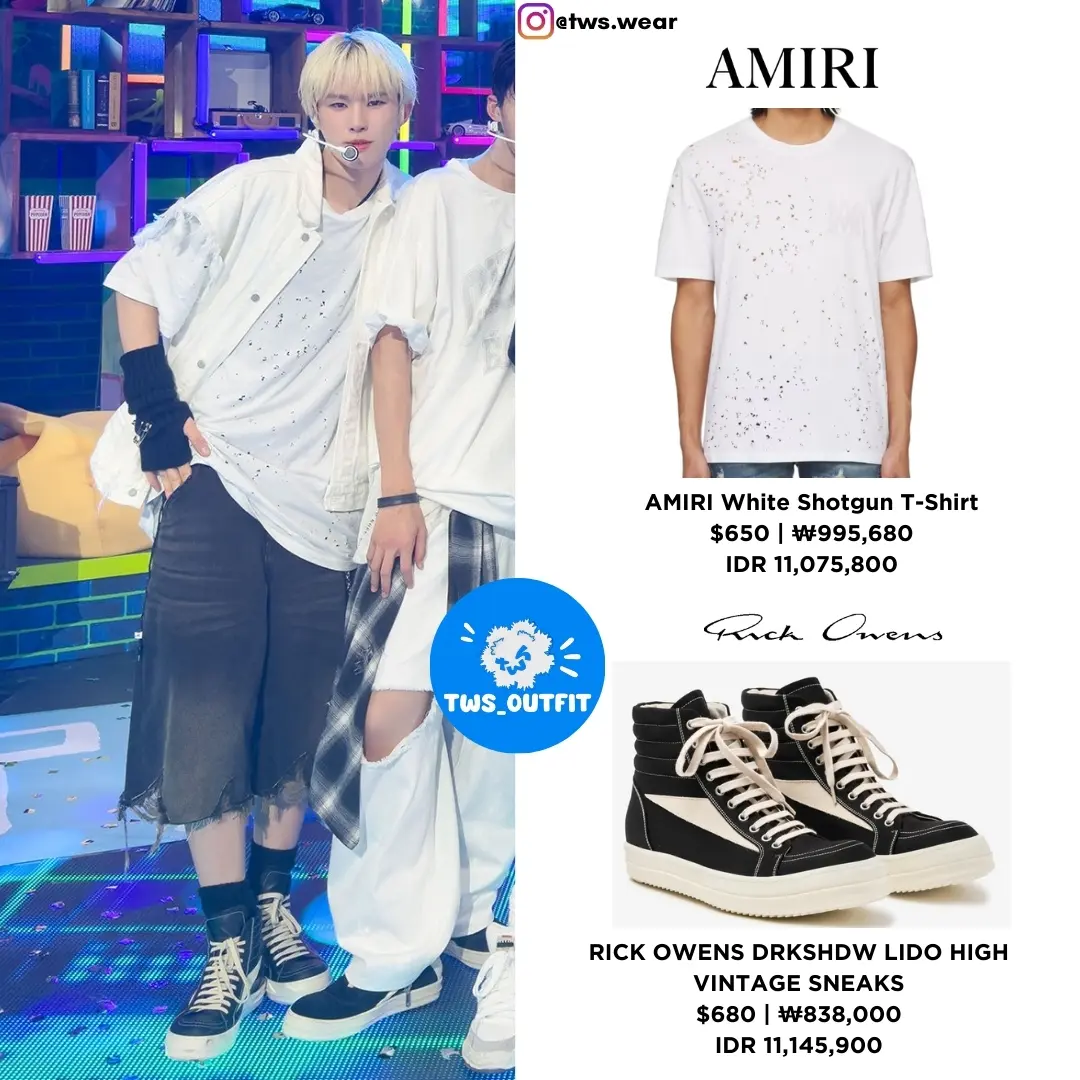 @tws.wear
AMIRI
AMIRI White Shotgun T-Shirt
$650 | ₩995,680
IDR 11,075,800
Rick Owens
TWS_OUTFIT
RICK OWENS DRKSHDW LIDO HIGH
VINTAGE SNEAKS
$680 | ₩838,000
IDR 11,145,900